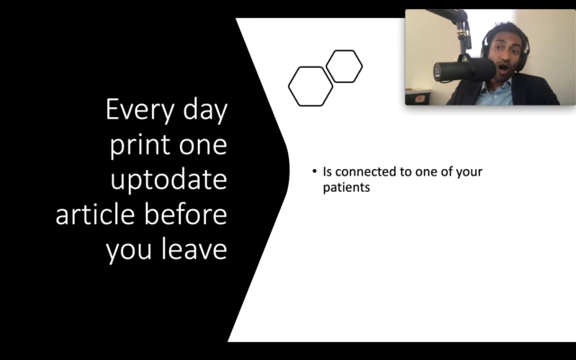 Every day
print one
uptodate
article before
you leave
• Is connected to one of your
patients